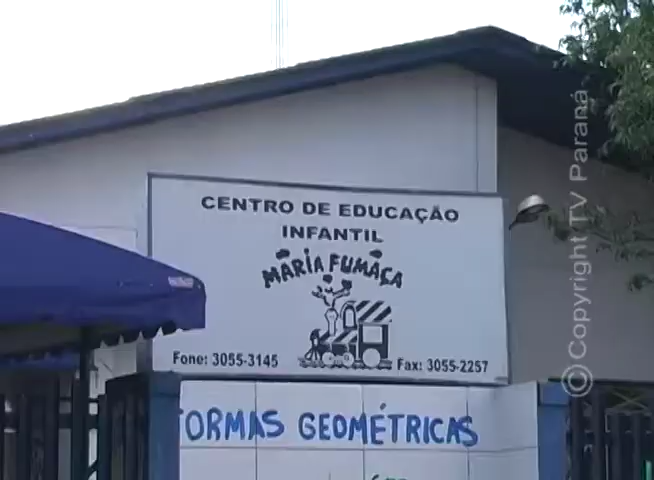 CENTRO DE EDUCAÇÃO
INFANTIL
MARIA FUMAÇA
Fone: 3055-3145
Fax: 3055-2257
FORMAS GEOMÉTRICAS
© Copyright TV Paraná